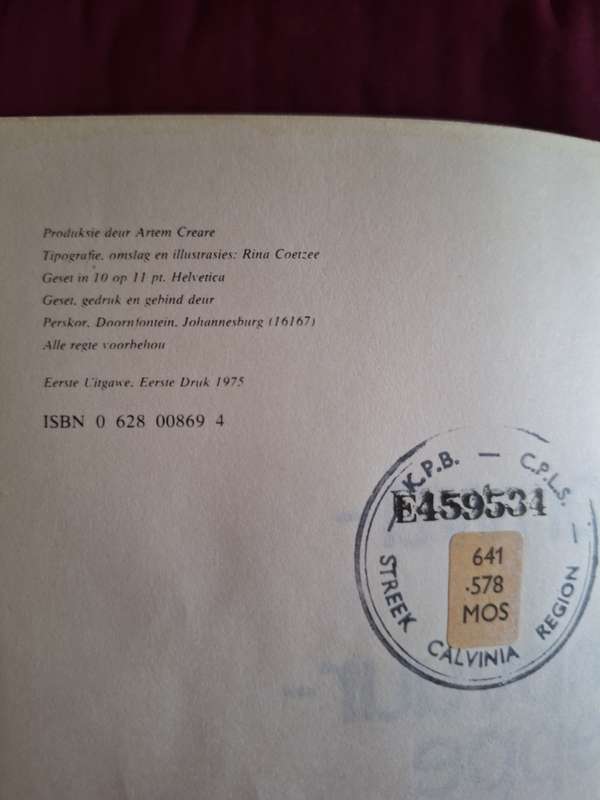 Produksie deur Artem Creare
Tipografie, omslag en illustrasies: Rina Coetzee
Geset in 10 op 11 pt. Helvetica
Geset, gedruk en gebind deur
Perskor, Doornfontein, Johannesburg (16167)
Alle regte voorbehou
Eerste Uitgawe, Eerste Druk 1975
ISBN 0 628 00869 4
K.P.B. — C.P.L.S.
E459534
641
.578
MOS
STREEK CALVINIA REGION